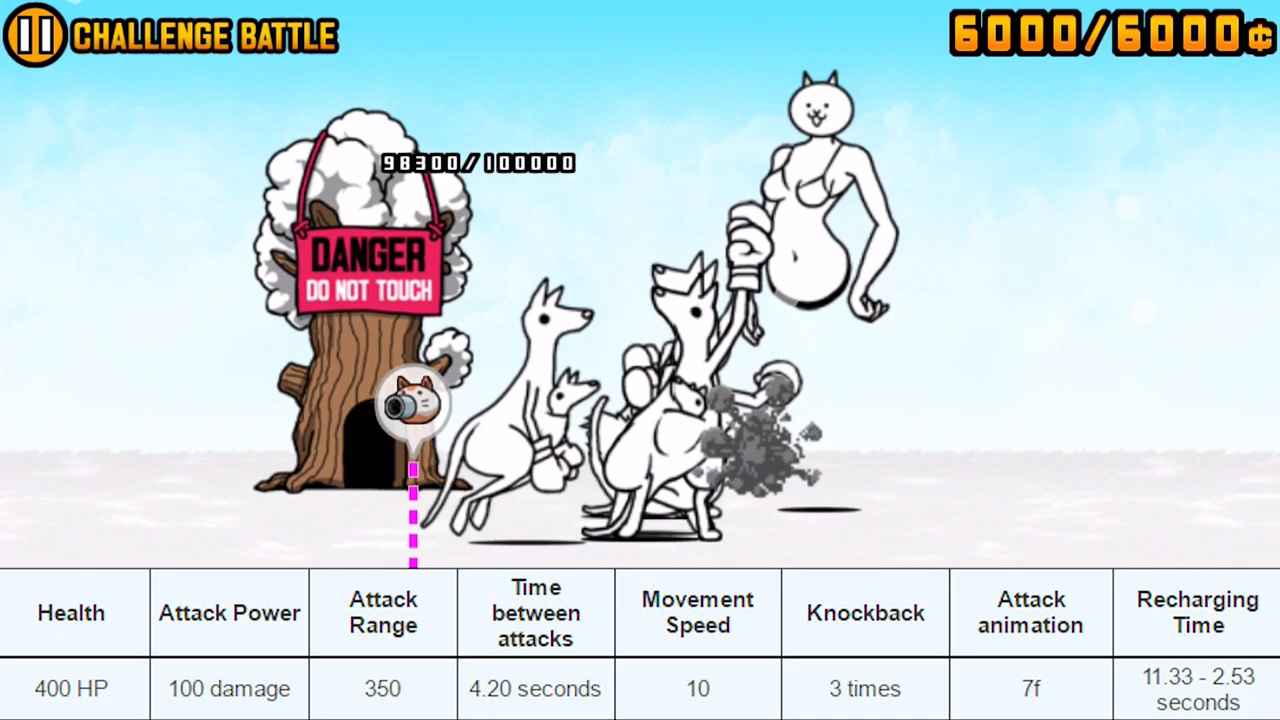 CHALLENGE BATTLE
6000/6000¢
98300/100000
DANGER
DO NOT TOUCH
Health Attack Power Attack Range Time between attacks Movement Speed Knockback Attack animation Recharging Time
400 HP 100 damage 350 4.20 seconds 10 3 times 7f 11.33 - 2.53 seconds